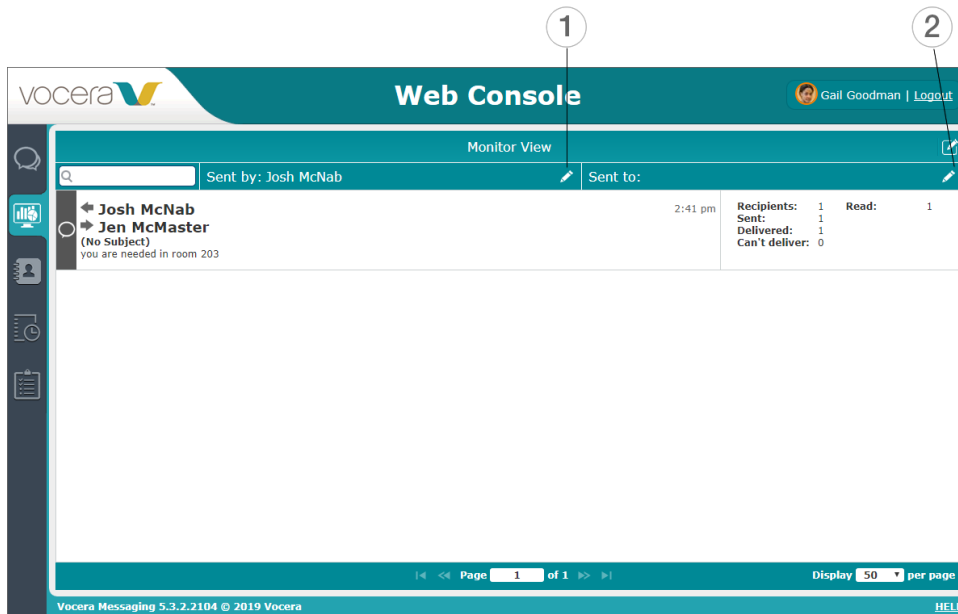 1
2
vocera
Web Console
Gail Goodman | Logout
Monitor View
Sent by: Josh McNab
Sent to:
Josh McNab
Jen McMaster
(No Subject)
you are needed in room 203
2:41 pm
Recipients: 1 Read: 1
Sent: 1
Delivered: 1
Can't deliver: 0
Page 1 of 1
Display 50 per page
Vocera Messaging 5.3.2.2104 © 2019 Vocera
HELP